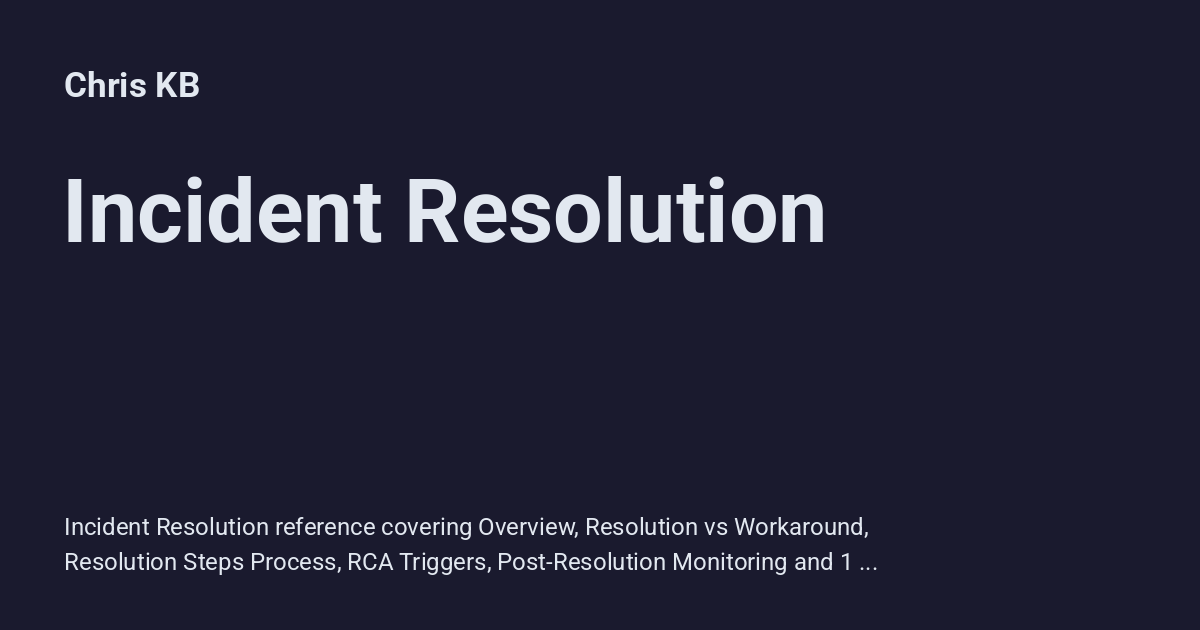 Chris KB
Incident Resolution
Incident Resolution reference covering Overview, Resolution vs Workaround,
Resolution Steps Process, RCA Triggers, Post-Resolution Monitoring and 1 ...